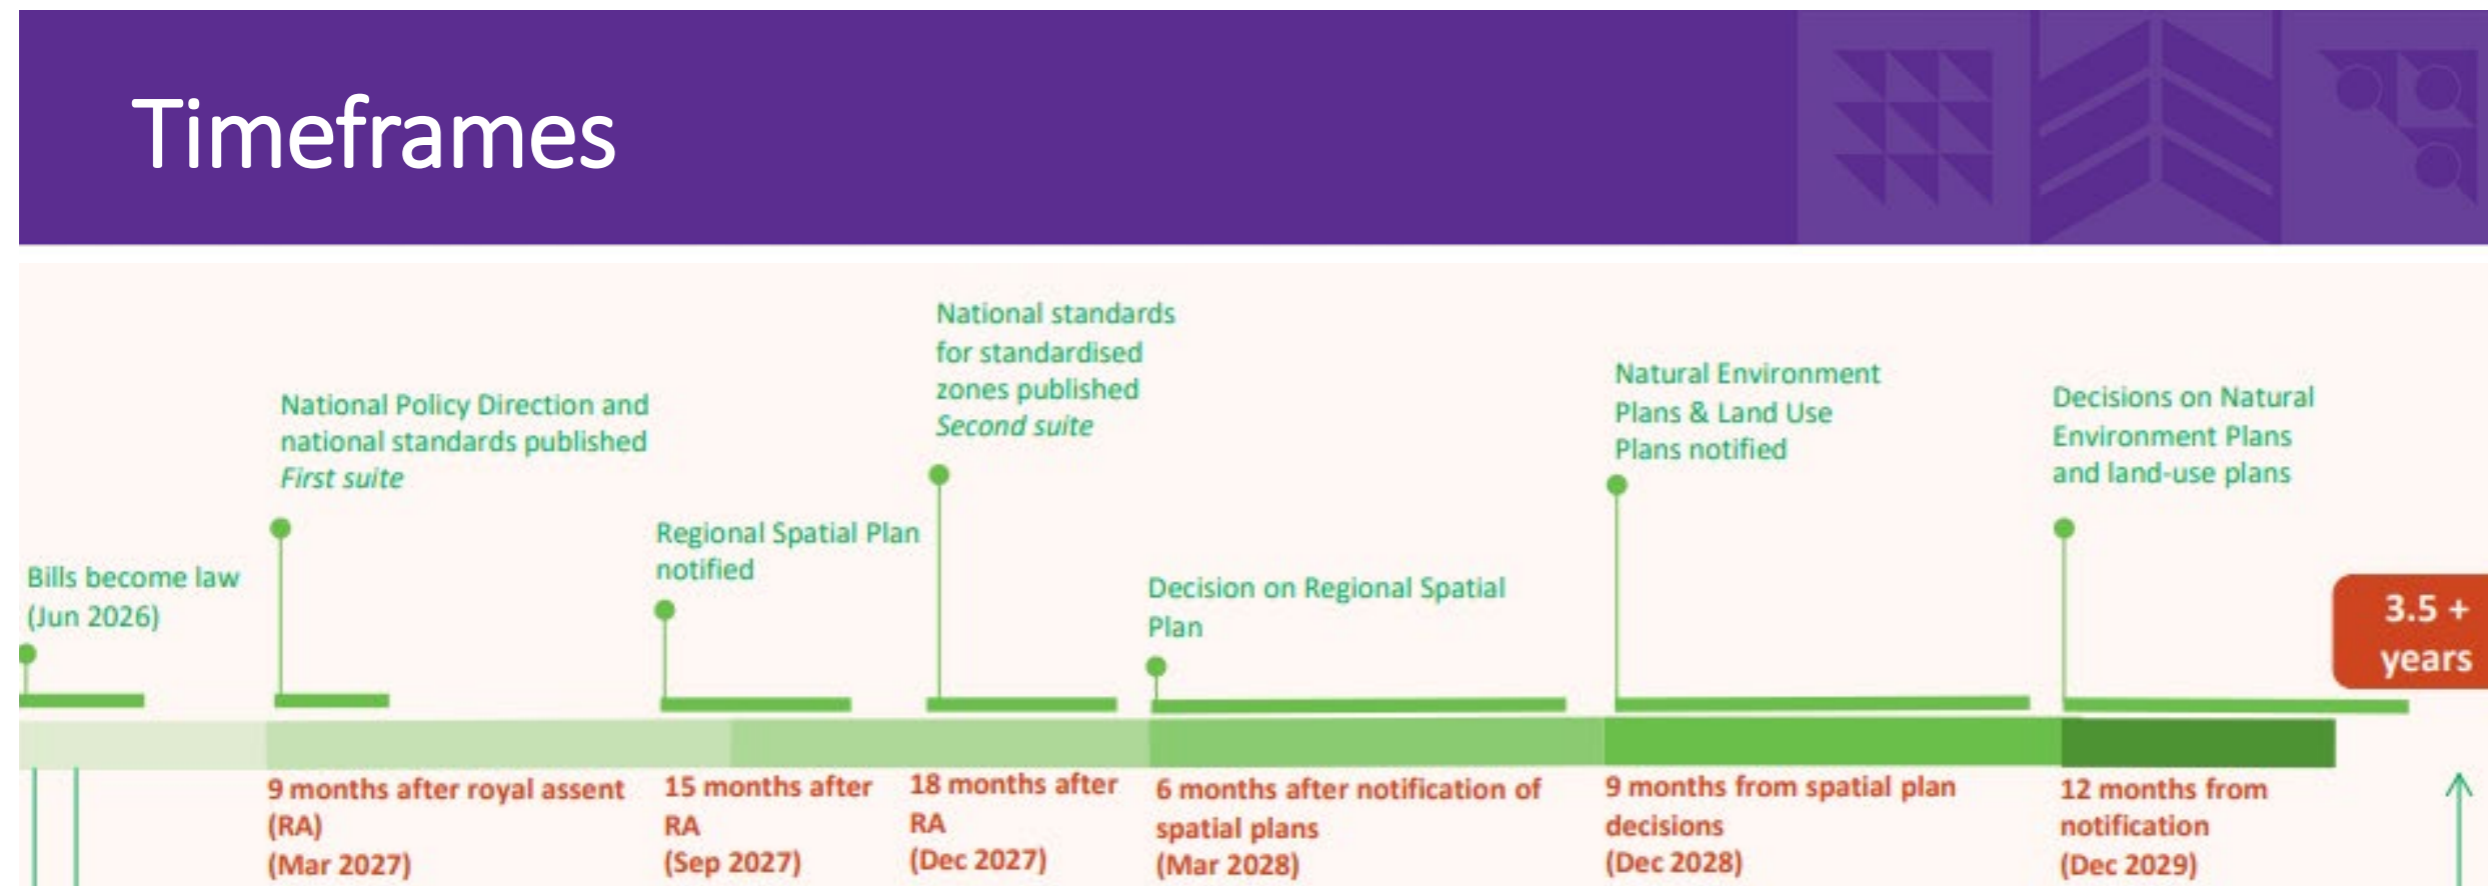 Timeframes
Bills become law
(Jun 2026)
National Policy Direction and
national standards published
First suite
Regional Spatial Plan
notified
National standards
for standardised
zones published
Second suite
Decision on Regional Spatial
Plan
Natural Environment
Plans & Land Use
Plans notified
Decisions on Natural
Environment Plans
and land-use plans
3.5 +
years
9 months after royal assent
(RA)
(Mar 2027)
15 months after
RA
(Sep 2027)
18 months after
RA
(Dec 2027)
6 months after notification of
spatial plans
(Mar 2028)
9 months from spatial plan
decisions
(Dec 2028)
12 months from
notification
(Dec 2029)